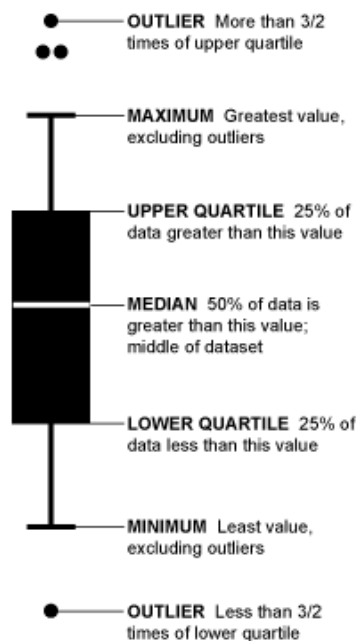 OUTLIER More than 3/2
times of upper quartile
MAXIMUM Greatest value,
excluding outliers
UPPER QUARTILE 25% of
data greater than this value
MEDIAN 50% of data is
greater than this value;
middle of dataset
LOWER QUARTILE 25% of
data less than this value
MINIMUM Least value,
excluding outliers
OUTLIER Less than 3/2
times of lower quartile